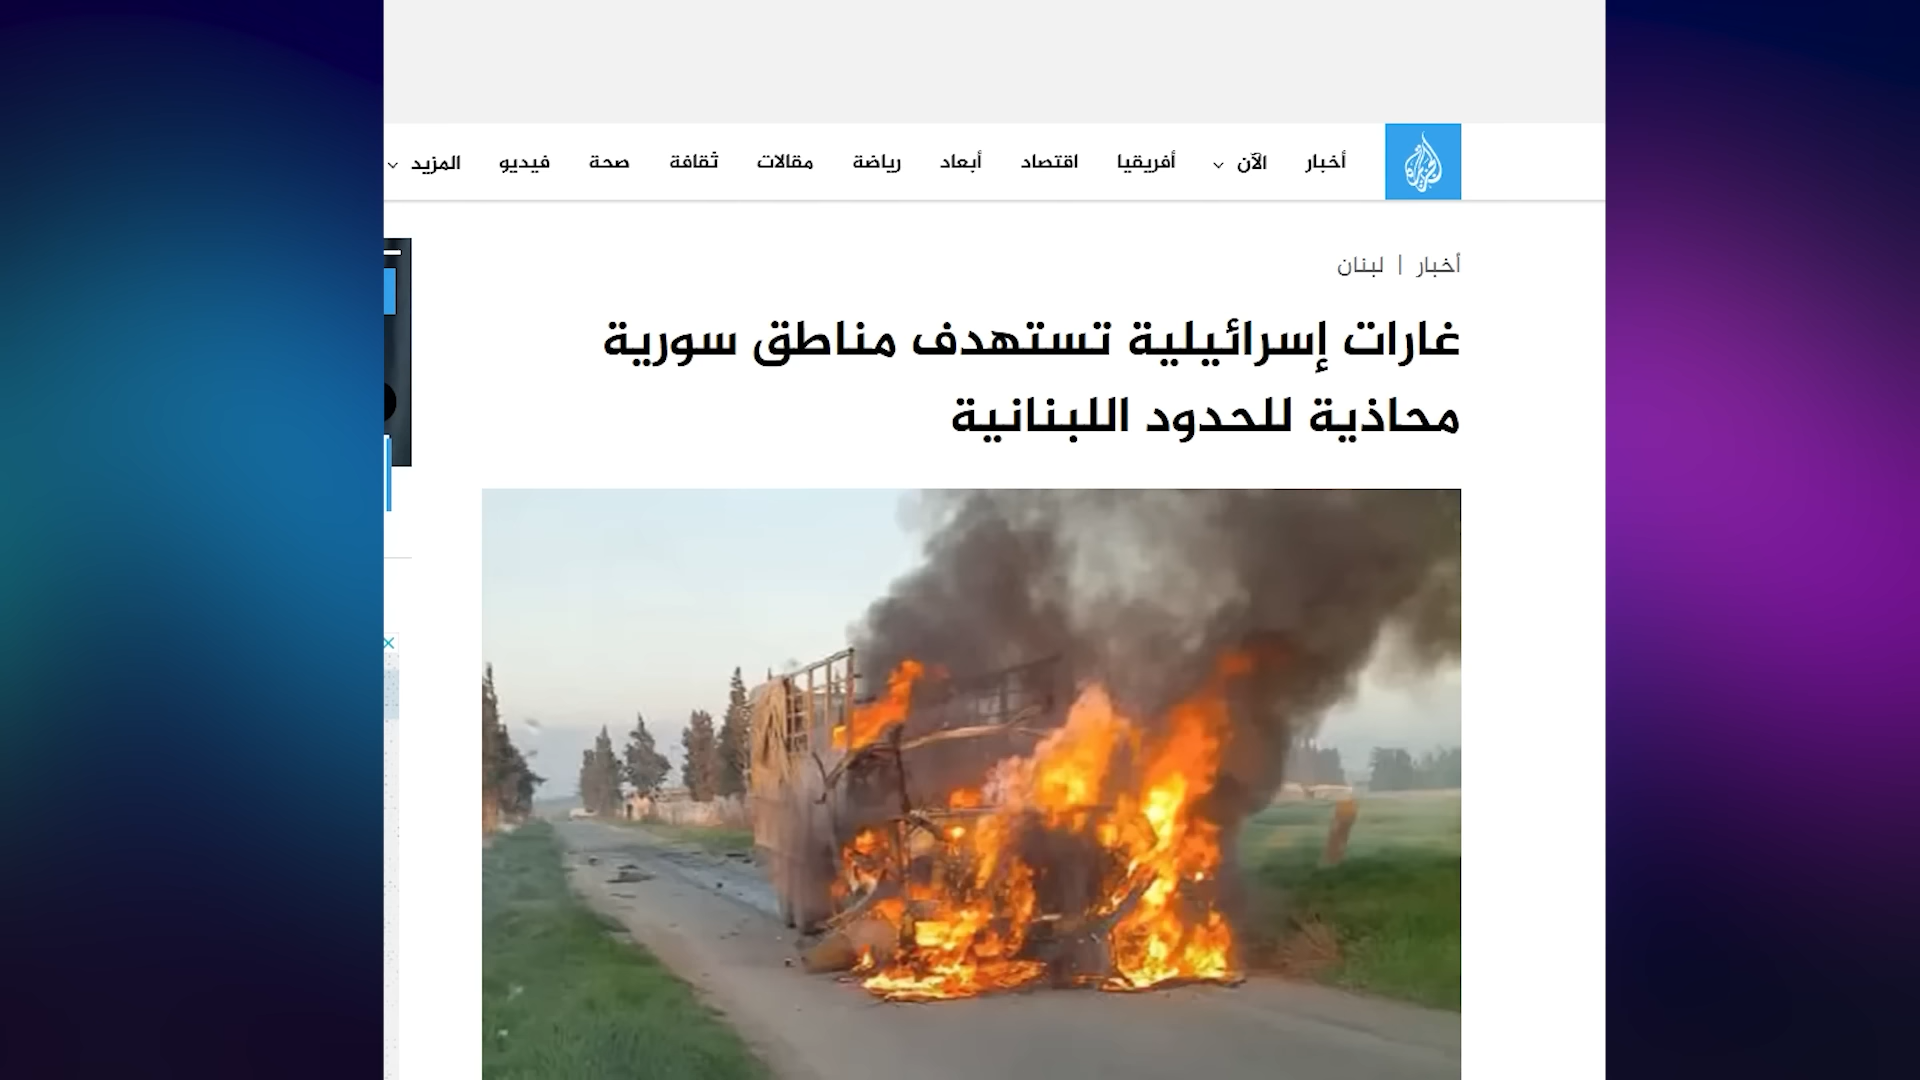 أخبار الآن أفريقيا اقتصاد أبعاد رياضة مقالات ثقافة صحة فيديو المزيد
أخبار | لبنان
غارات إسرائيلية تستهدف مناطق سورية
محاذية للحدود اللبنانية